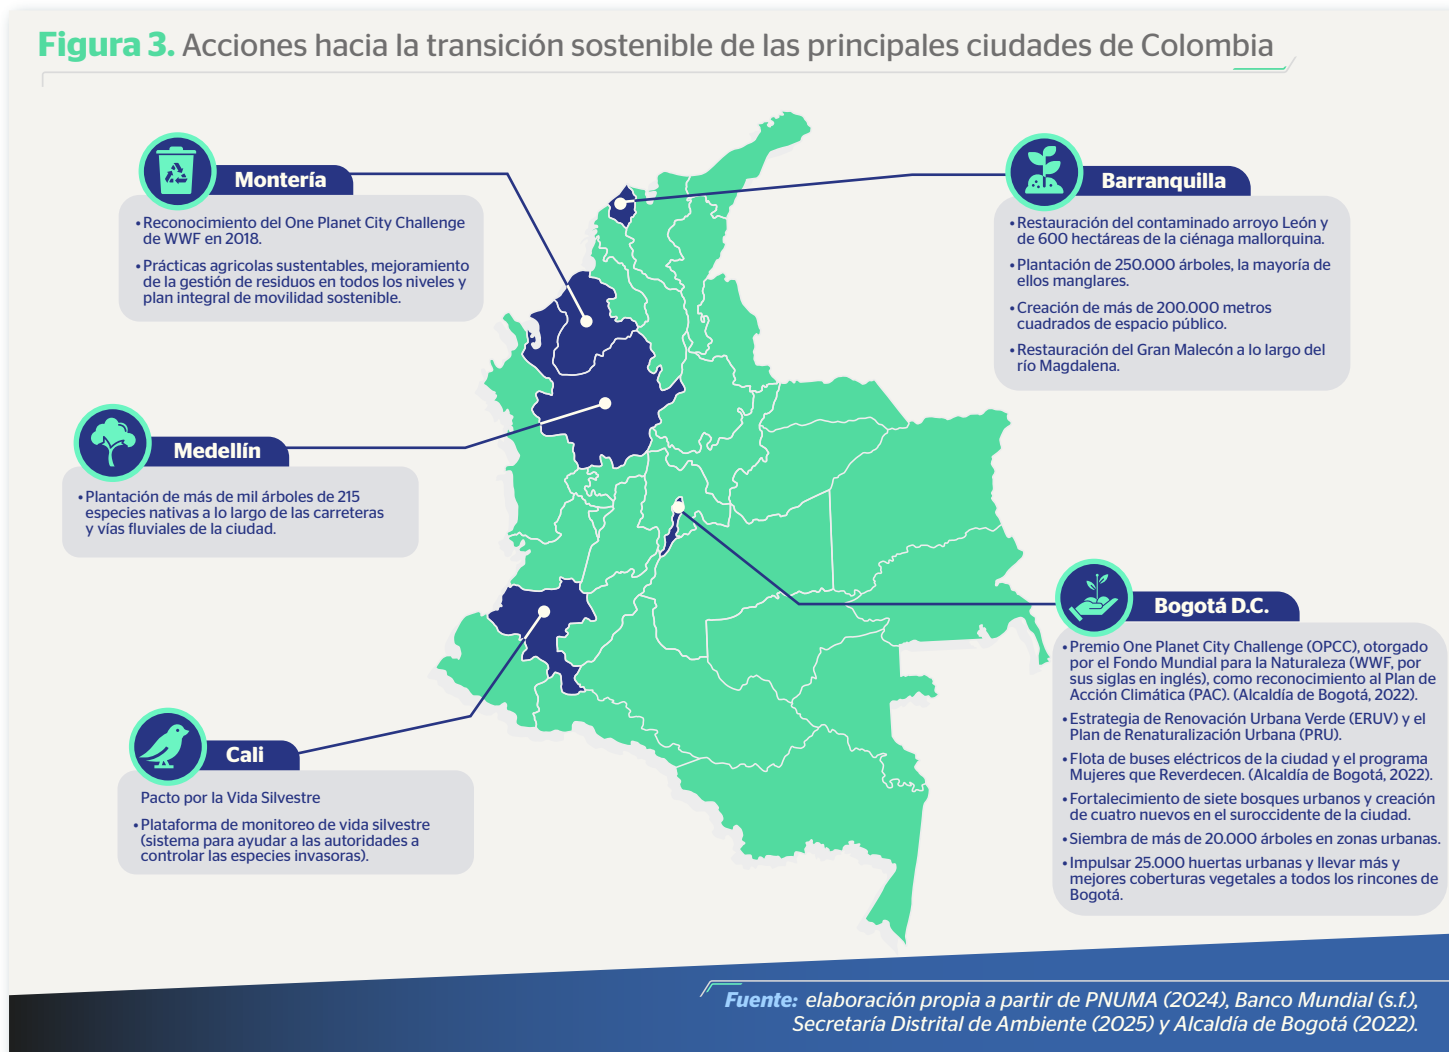 Figura 3. Acciones hacia la transición sostenible de las principales ciudades de Colombia
Montería
• Reconocimiento del One Planet City Challenge
de WWF en 2018.
• Prácticas agricolas sustentables, mejoramiento
de la gestión de residuos en todos los niveles y
plan integral de movilidad sostenible.
Barranquilla
• Restauración del contaminado arroyo León y
de 600 hectáreas de la ciénaga mallorquina.
• Plantación de 250.000 árboles, la mayoría de
ellos manglares.
• Creación de más de 200.000 metros
cuadrados de espacio público.
• Restauración del Gran Malecón a lo largo del
río Magdalena.
Medellín
• Plantación de más de mil árboles de 215
especies nativas a lo largo de las carreteras
y vías fluviales de la ciudad.
Bogotá D.C.
• Premio One Planet City Challenge (OPCC), otorgado
por el Fondo Mundial para la Naturaleza (WWF, por
sus siglas en inglés), como reconocimiento al Plan de
Acción Climática (PAC). (Alcaldía de Bogotá, 2022).
• Estrategia de Renovación Urbana Verde (ERUV) y el
Plan de Renaturalización Urbana (PRU).
• Flota de buses eléctricos de la ciudad y el programa
Mujeres que Reverdecen. (Alcaldía de Bogotá, 2022).
• Fortalecimiento de siete bosques urbanos y creación
de cuatro nuevos en el suroccidente de la ciudad.
• Siembra de más de 20.000 árboles en zonas urbanas.
• Impulsar 25.000 huertas urbanas y llevar más y
mejores coberturas vegetales a todos los rincones de
Bogotá.
Cali
Pacto por la Vida Silvestre
• Plataforma de monitoreo de vida silvestre
(sistema para ayudar a las autoridades a
controlar las especies invasoras).
Fuente: elaboración propia a partir de PNUMA (2024), Banco Mundial (s.f.),
Secretaría Distrital de Ambiente (2025) y Alcaldía de Bogotá (2022).